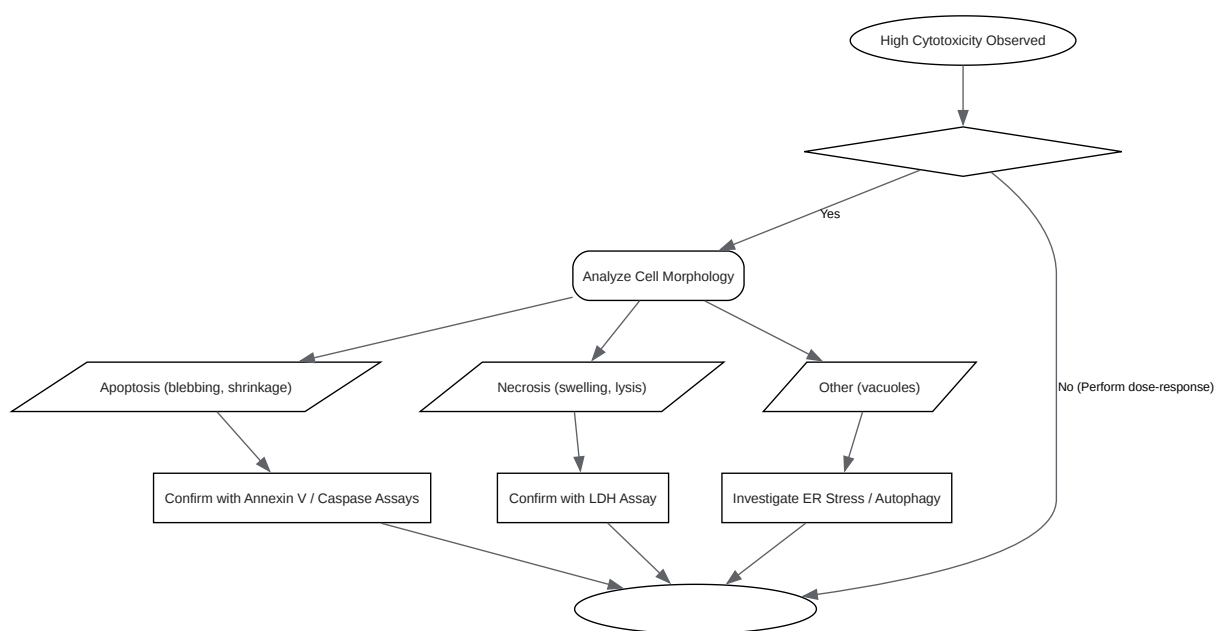 High Cytotoxicity Observed
Yes
Analyze Cell Morphology
Apoptosis (blebbing, shrinkage)
Necrosis (swelling, lysis)
Other (vacuoles)
No (Perform dose-response)
Confirm with Annexin V / Caspase Assays
Confirm with LDH Assay
Investigate ER Stress / Autophagy